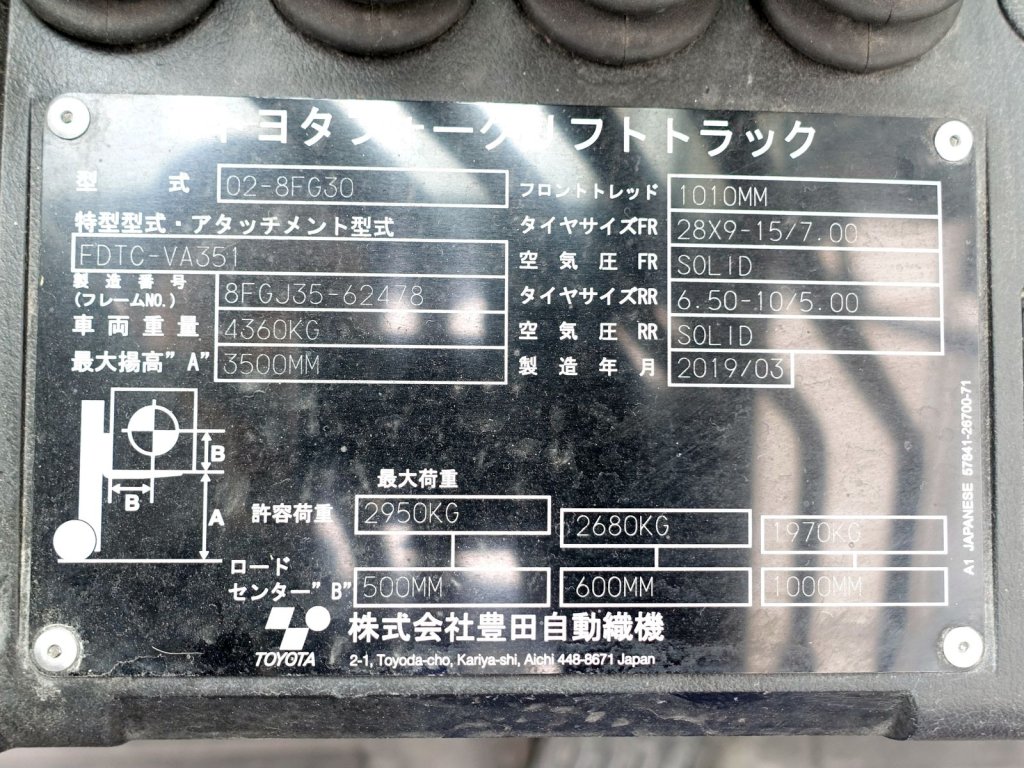 トヨタフォークリフトトラック
型 式 02-8FG30
特型型式・アタッチメント型式
FDTC-VA351
製造番号
(フレームNO.) 8FGJ35-62478
車両重量 4360KG
最大揚高"A" 3500MM
フロントトレッド 1010MM
タイヤサイズFR 28X9-15/7.00
空気圧 FR SOLID
タイヤサイズRR 6.50-10/5.00
空気圧 RR SOLID
製造年月 2019/03
B
B
A
最大荷重
許容荷重 2950KG 2680KG 1970KG
ロード
センター"B" 500MM 600MM 1000MM
TOYOTA
株式会社豊田自動織機
2-1, Toyoda-cho, Kariya-shi, Aichi 448-8671 Japan
A1 JAPANESE 57841-26700-71